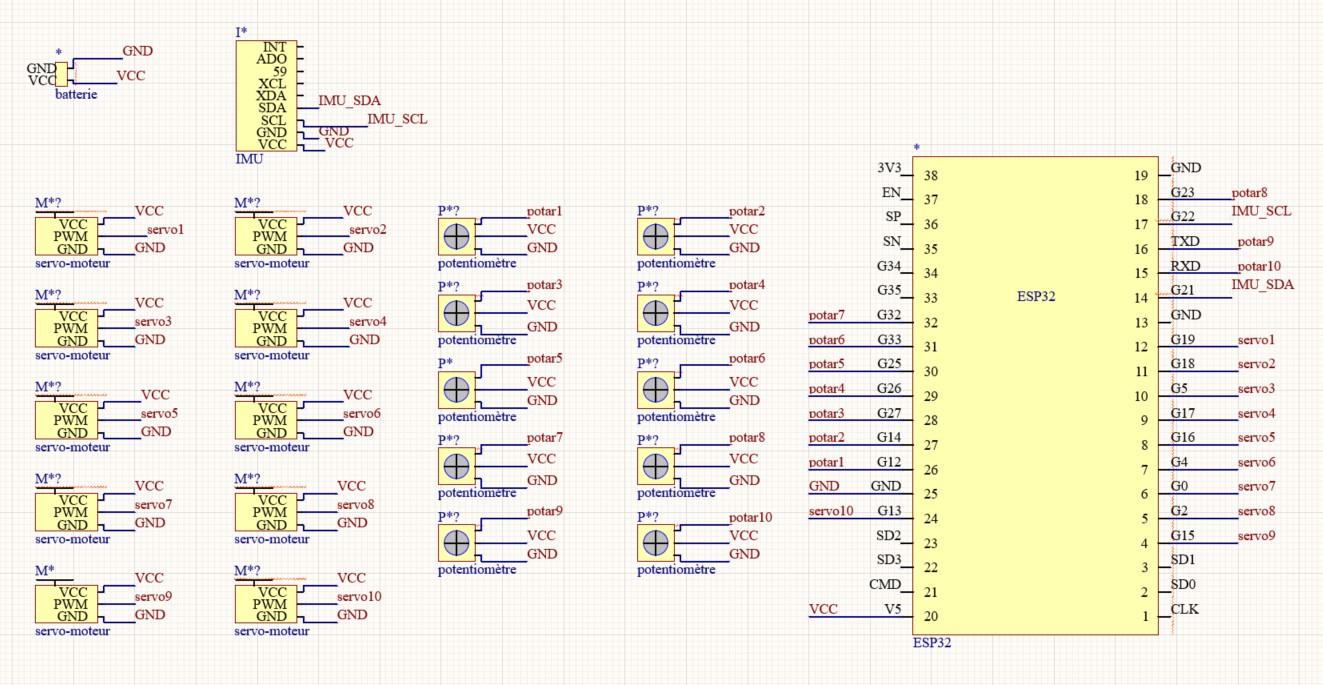 *
GND
GND
VCC
VCC
batterie
I*
INT
ADO
59
XCL
XDA
SDA IMU_SDA
SCL IMU_SCL
GND GND
VCC VCC
IMU
M*?
VCC VCC
PWM servo1
GND GND
servo-moteur
M*?
VCC VCC
PWM servo2
GND GND
servo-moteur
P*?
potar1
VCC
GND
potentiomètre
P*?
potar2
VCC
GND
potentiomètre
M*?
VCC VCC
PWM servo3
GND GND
servo-moteur
M*?
VCC VCC
PWM servo4
GND GND
servo-moteur
P*?
potar3
VCC
GND
potentiomètre
P*?
potar4
VCC
GND
potentiomètre
M*?
VCC VCC
PWM servo5
GND GND
servo-moteur
M*?
VCC VCC
PWM servo6
GND GND
servo-moteur
P*
potar5
VCC
GND
potentiomètre
P*?
potar6
VCC
GND
potentiomètre
M*?
VCC VCC
PWM servo7
GND GND
servo-moteur
M*?
VCC VCC
PWM servo8
GND GND
servo-moteur
P*?
potar7
VCC
GND
potentiomètre
P*?
potar8
VCC
GND
potentiomètre
M*
VCC VCC
PWM servo9
GND GND
servo-moteur
M*?
VCC VCC
PWM servo10
GND GND
servo-moteur
P*?
potar9
VCC
GND
potentiomètre
P*?
potar10
VCC
GND
potentiomètre
*
3V3 38 19 GND
EN 37 18 G23 potar8
SP 36 17 G22 IMU_SCL
SN 35 16 TXD potar9
G34 34 15 RXD potar10
G35 33 14 G21 IMU_SDA
ESP32
potar7 G32 32 13 GND
potar6 G33 31 12 G19 servo1
potar5 G25 30 11 G18 servo2
potar4 G26 29 10 G5 servo3
potar3 G27 28 9 G17 servo4
potar2 G14 27 8 G16 servo5
potar1 G12 26 7 G4 servo6
GND GND 25 6 G0 servo7
servo10 G13 24 5 G2 servo8
SD2 23 4 G15 servo9
SD3 22 3 SD1
CMD 21 2 SD0
VCC V5 20 1 CLK
ESP32